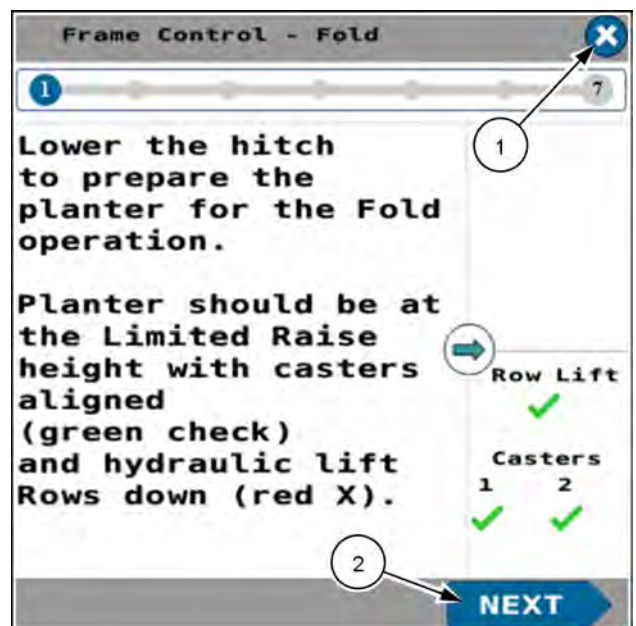 Frame Control - Fold
1
7
Lower the hitch
to prepare the
planter for the Fold
operation.
Planter should be at
the Limited Raise
height with casters
aligned
(green check)
and hydraulic lift
Rows down (red X).
1
Row Lift
Casters
1 2
2
NEXT